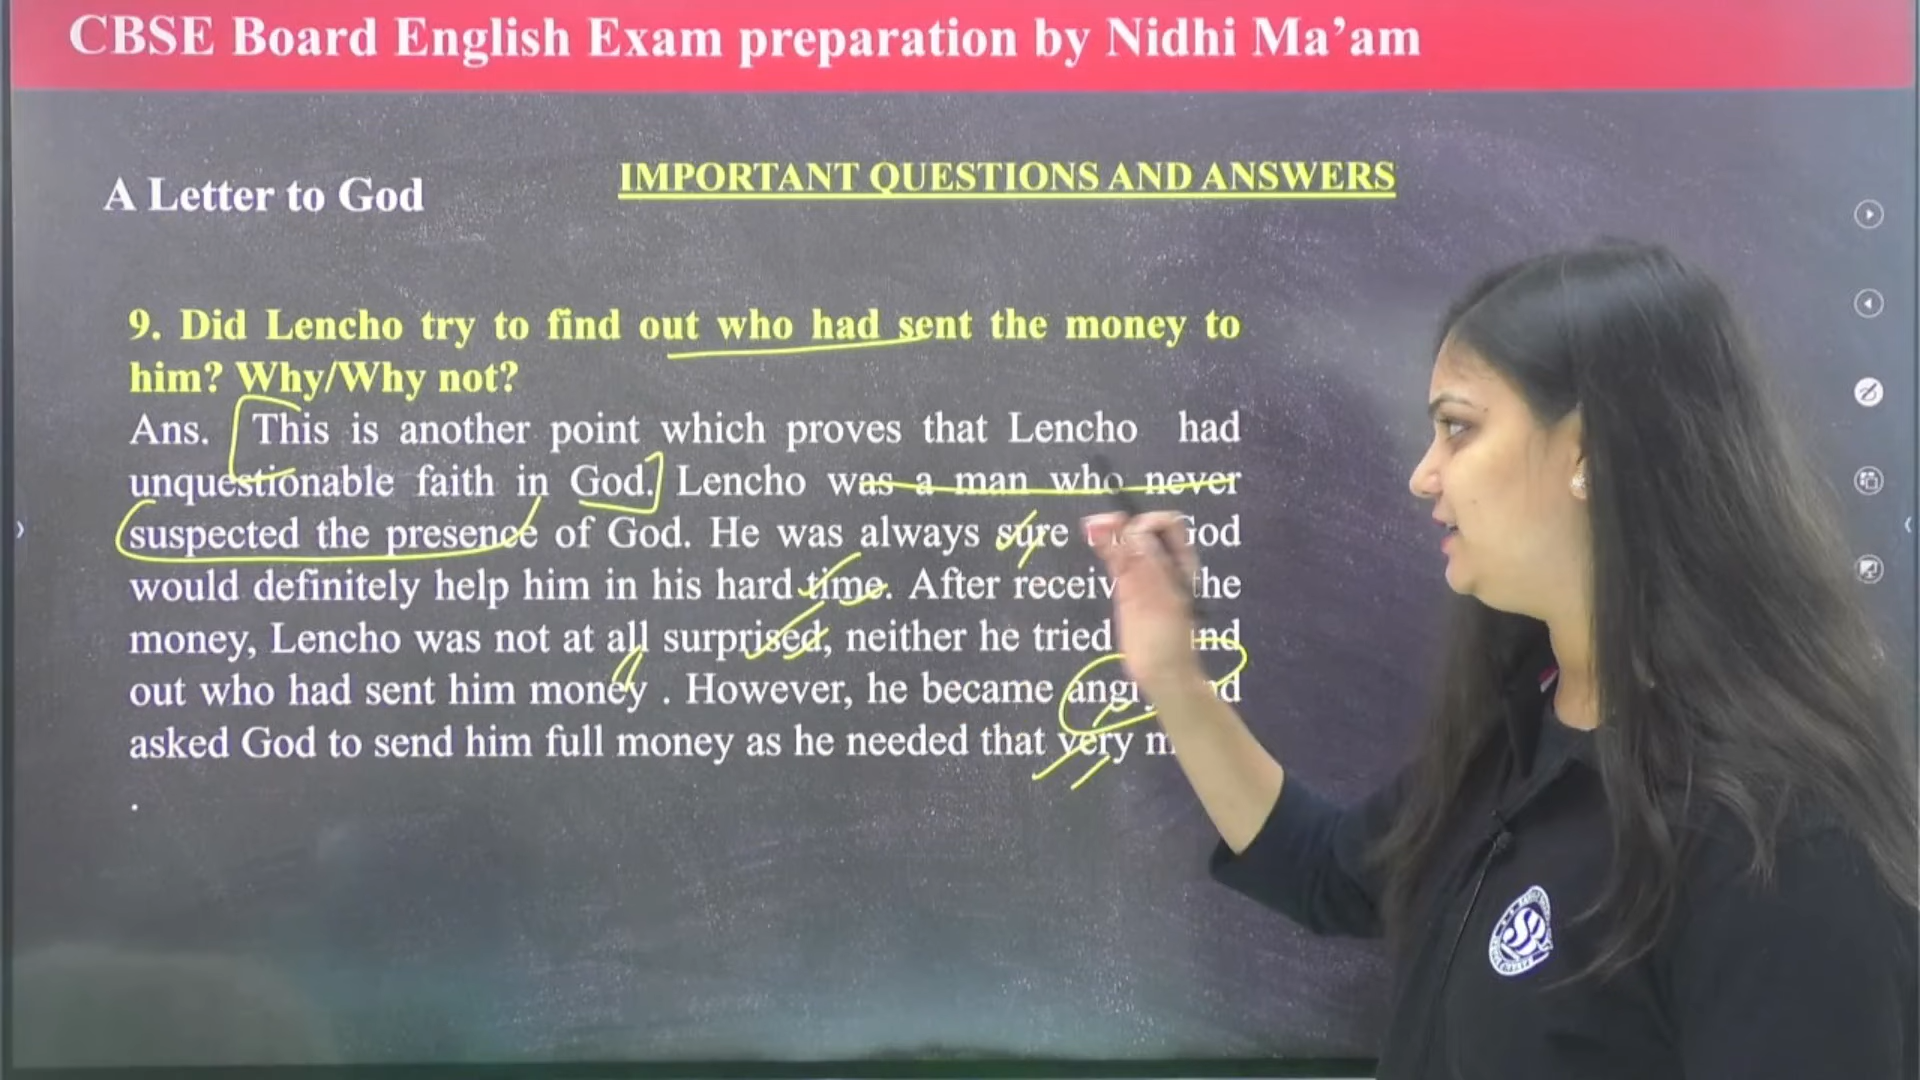 CBSE Board English Exam preparation by Nidhi Ma’am
A Letter to God
IMPORTANT QUESTIONS AND ANSWERS
9. Did Lencho try to find out who had sent the money to
him? Why/Why not?
Ans. This is another point which proves that Lencho had
unquestionable faith in God. Lencho was a man who never
suspected the presence of God. He was always sure God
would definitely help him in his hard time. After receiv the
money, Lencho was not at all surprised, neither he tried
out who had sent him money . However, he became
asked God to send him full money as he needed that very
.